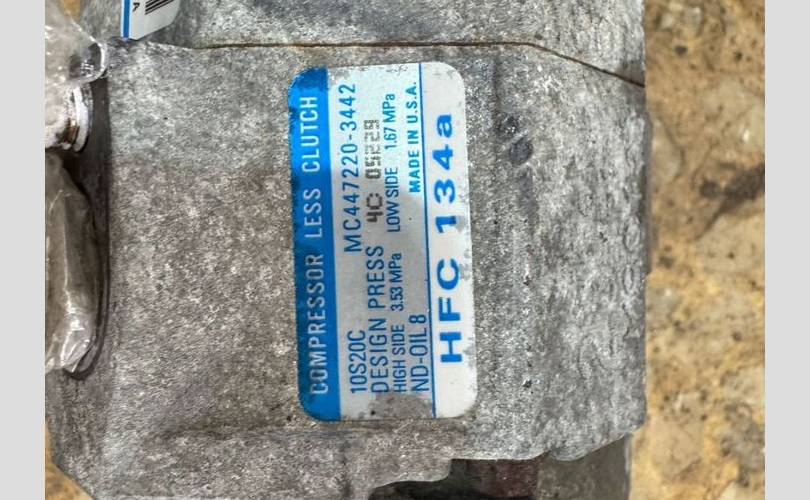 COMPRESSOR LESS CLUTCH
10S20C MC447220-3442
DESIGN PRESS 4C 05229
HIGH SIDE 3.53 MPa LOW SIDE 1.67 MPa
ND-OIL 8 MADE IN U.S.A.
HFC 134a